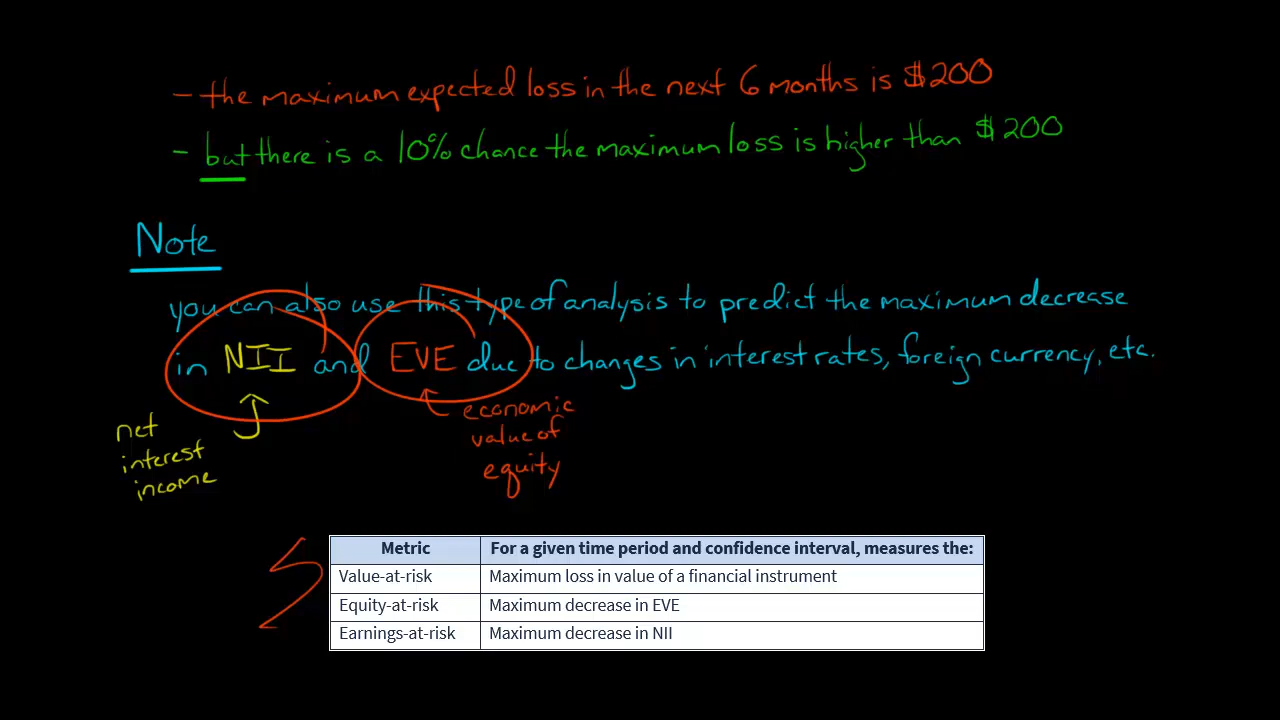 - the maximum expected loss in the next 6 months is $200
- but there is a 10% chance the maximum loss is higher than $200
Note
you can also use this type of analysis to predict the maximum decrease
in NII and EVE due to changes in interest rates, foreign currency, etc.
net
interest
income
economic
value of
equity
Metric For a given time period and confidence interval, measures the:
Value-at-risk Maximum loss in value of a financial instrument
Equity-at-risk Maximum decrease in EVE
Earnings-at-risk Maximum decrease in NII